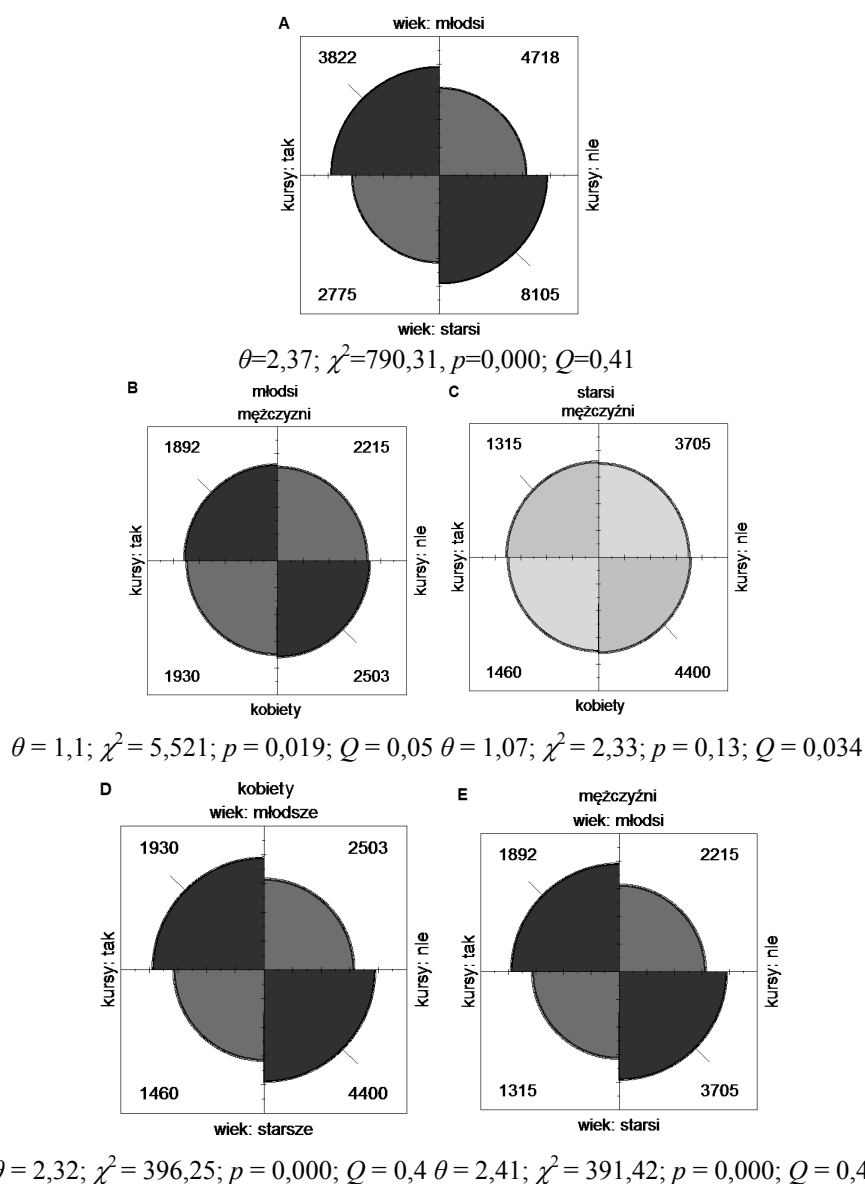 A
wiek: młodsi
3822 4718
kursy: tak kursy: nie
2775 8105
wiek: starsi
θ=2,37; χ²=790,31, p=0,000; Q=0,41
B młodsi C starsi
mężczyzni mężczyźni
1892 2215 1315 3705
kursy: tak kursy: nie kursy: tak kursy: nie
1930 2503 1460 4400
kobiety kobiety
θ = 1,1; χ² = 5,521; p = 0,019; Q = 0,05 θ = 1,07; χ² = 2,33; p = 0,13; Q = 0,034
D kobiety E mężczyźni
wiek: młodsze wiek: młodsi
1930 2503 1892 2215
kursy: tak kursy: nie kursy: tak kursy: nie
1460 4400 1315 3705
wiek: starsze wiek: starsi
θ = 2,32; χ² = 396,25; p = 0,000; Q = 0,4 θ = 2,41; χ² = 391,42; p = 0,000; Q = 0,4